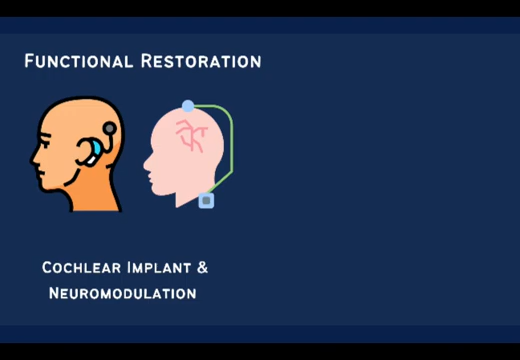 Functional Restoration
Cochlear Implant &
Neuromodulation